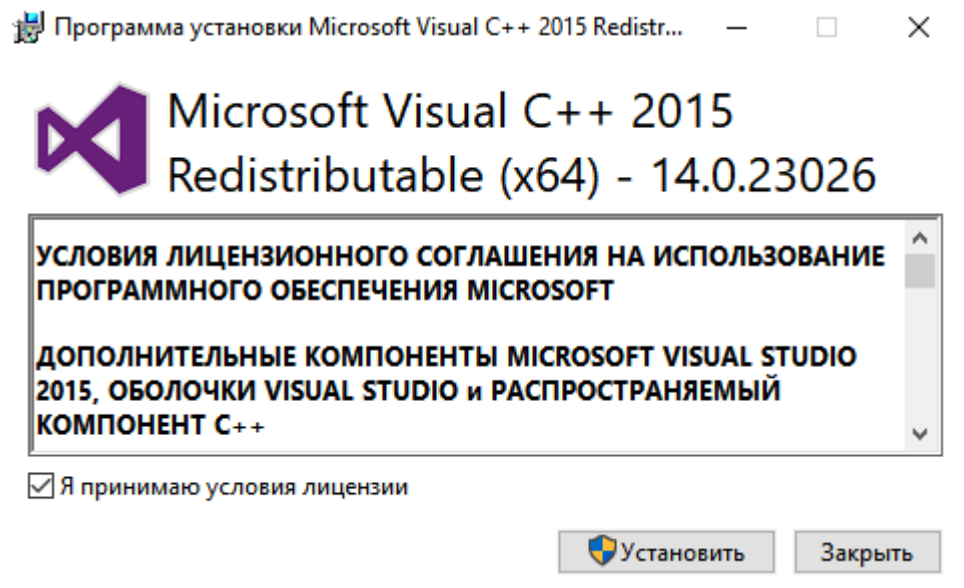 Программа установки Microsoft Visual C++ 2015 Redistr...
Microsoft Visual C++ 2015
Redistributable (x64) - 14.0.23026
УСЛОВИЯ ЛИЦЕНЗИОННОГО СОГЛАШЕНИЯ НА ИСПОЛЬЗОВАНИЕ
ПРОГРАММНОГО ОБЕСПЕЧЕНИЯ MICROSOFT
ДОПОЛНИТЕЛЬНЫЕ КОМПОНЕНТЫ MICROSOFT VISUAL STUDIO
2015, ОБОЛОЧКИ VISUAL STUDIO и РАСПРОСТРАНЯЕМЫЙ
КОМПОНЕНТ C++
Я принимаю условия лицензии
Установить
Закрыть